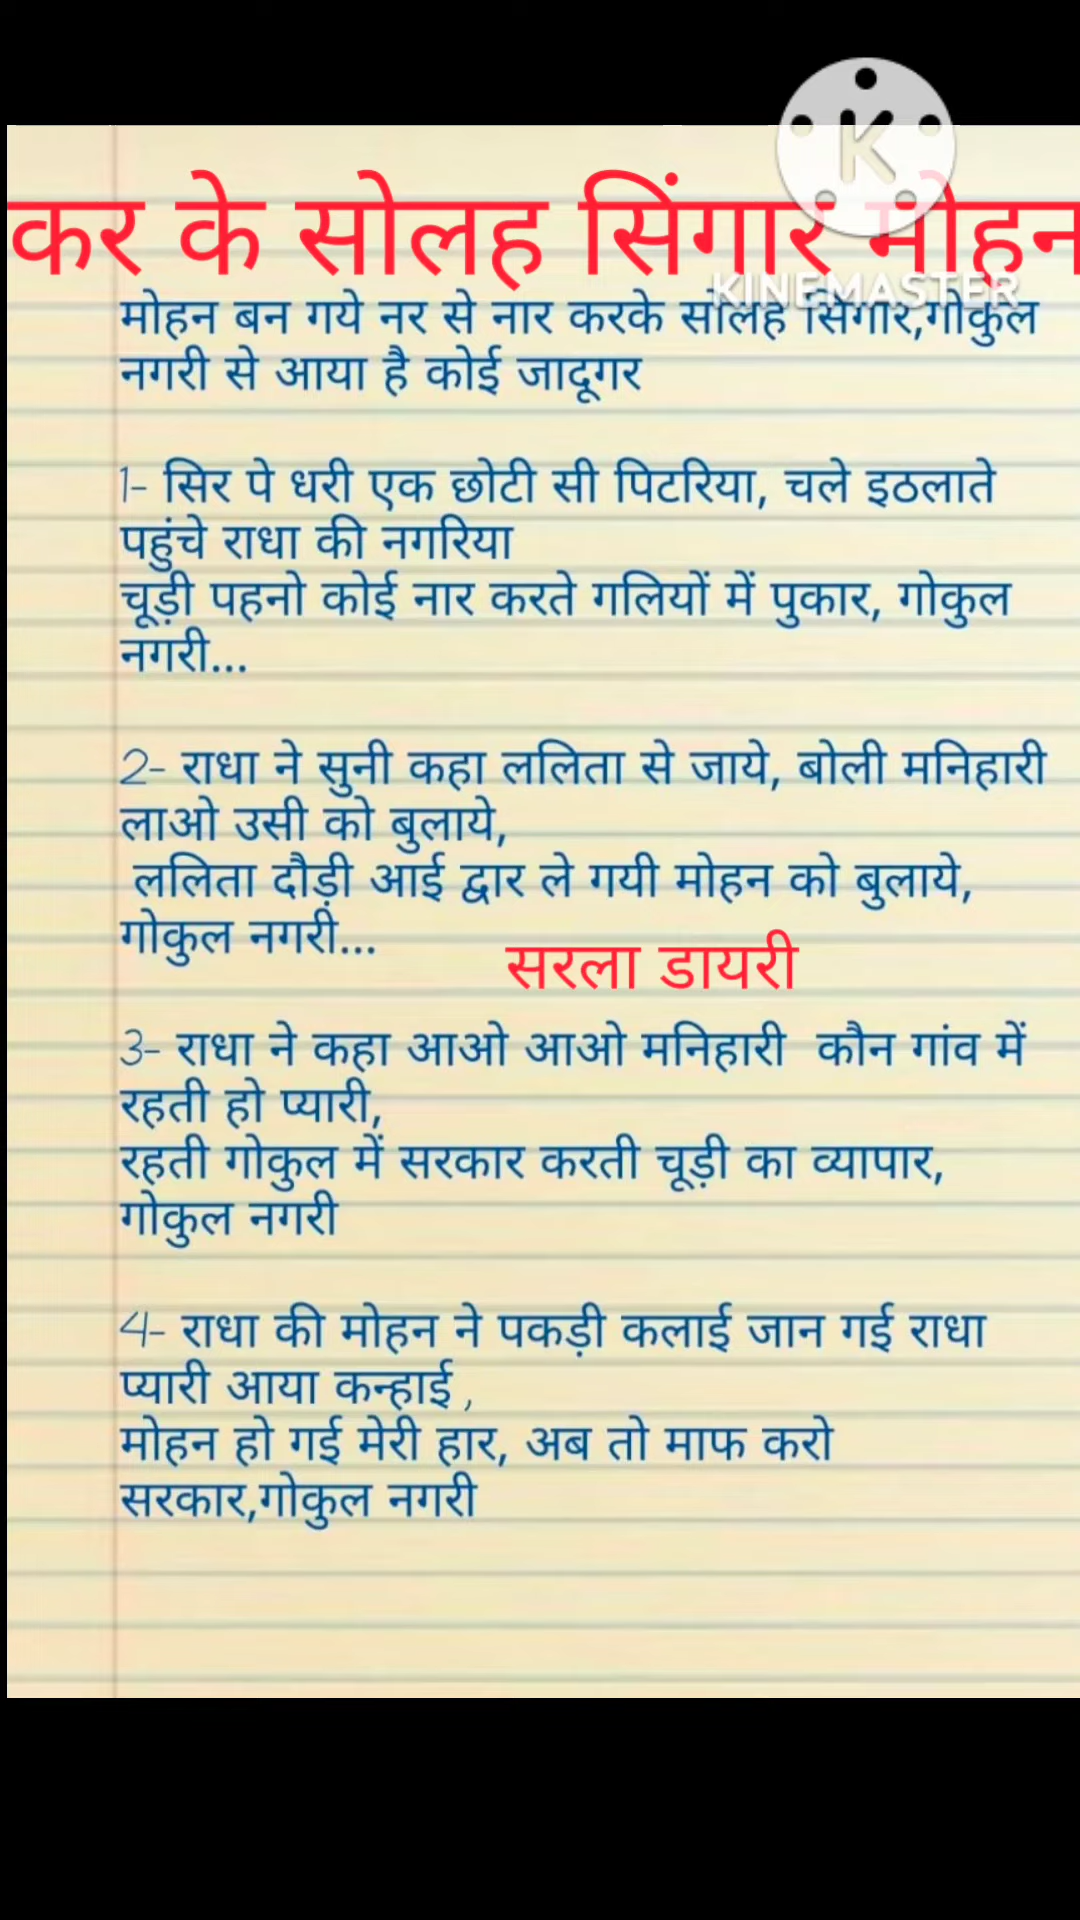 कर के सोलह सिंगार मोहन
KINEMASTER
मोहन बन गये नर से नार करके सोलह सिंगार,गोकुल
नगरी से आया है कोई जादूगर
1- सिर पे धरी एक छोटी सी पिटरिया, चले इठलाते
पहुंचे राधा की नगरिया
चूड़ी पहनो कोई नार करते गलियों में पुकार, गोकुल
नगरी...
2- राधा ने सुनी कहा ललिता से जाये, बोली मनिहारी
लाओ उसी को बुलाये,
ललिता दौड़ी आई द्वार ले गयी मोहन को बुलाये,
गोकुल नगरी...
सरला डायरी
3- राधा ने कहा आओ आओ मनिहारी कौन गांव में
रहती हो प्यारी,
रहती गोकुल में सरकार करती चूड़ी का व्यापार,
गोकुल नगरी
4- राधा की मोहन ने पकड़ी कलाई जान गई राधा
प्यारी आया कन्हाई,
मोहन हो गई मेरी हार, अब तो माफ करो
सरकार,गोकुल नगरी